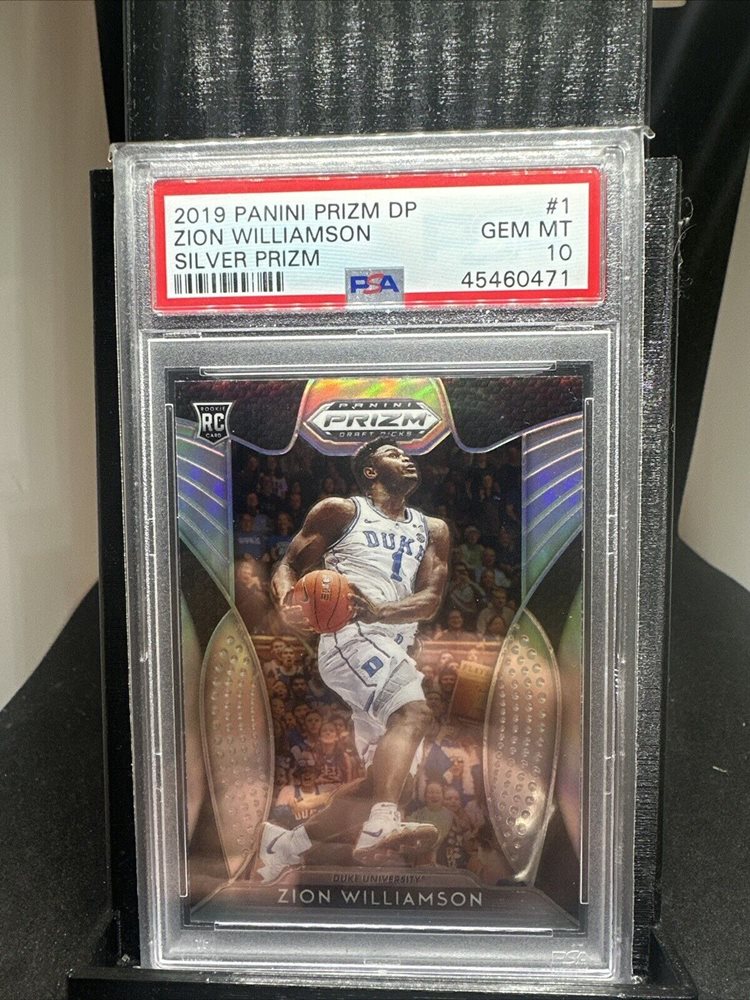 2019 PANINI PRIZM DP #1
ZION WILLIAMSON GEM MT
SILVER PRIZM 10
PSA 45460471
ROOKIE
RC
CARD
PANINI
PRIZM
DRAFT PICKS
DUKE
1
D
DUKE UNIVERSITY
ZION WILLIAMSON
PSA